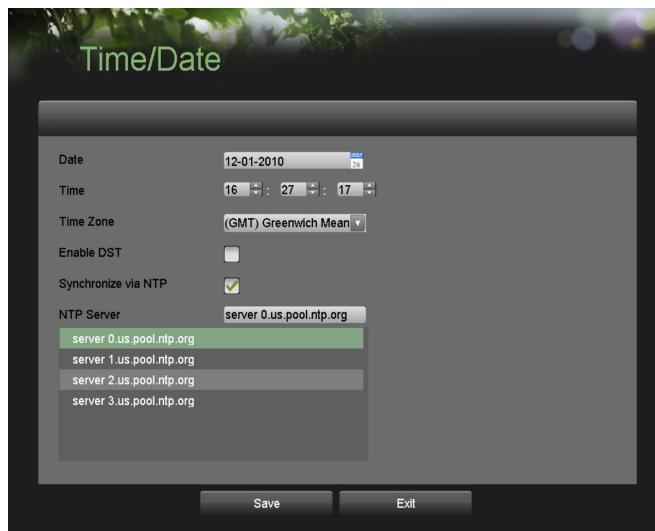 Time/Date
Date 12-01-2010
Time 16 : 27 : 17
Time Zone (GMT) Greenwich Mean
Enable DST
Synchronize via NTP
NTP Server server 0.us.pool.ntp.org
server 0.us.pool.ntp.org
server 1.us.pool.ntp.org
server 2.us.pool.ntp.org
server 3.us.pool.ntp.org
Save Exit